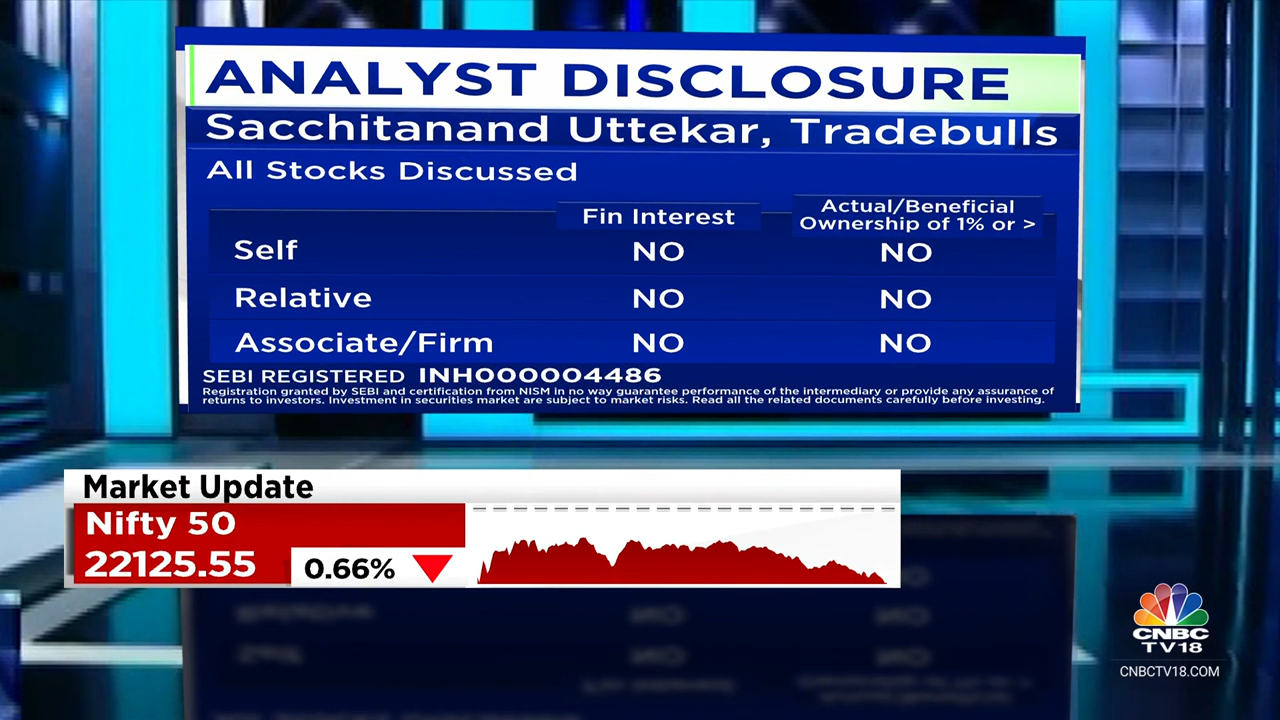 ANALYST DISCLOSURE
Sacchitanand Uttekar, Tradebulls
All Stocks Discussed
Fin Interest
Actual/Beneficial
Ownership of 1% or >
Self NO NO
Relative NO NO
Associate/Firm NO NO
SEBI REGISTERED INH000004486
Registration granted by SEBI and certification from NISM in no way guarantee performance of the intermediary or provide any assurance of
returns to investors. Investment in securities market are subject to market risks. Read all the related documents carefully before investing.
Market Update
Nifty 50
22125.55 0.66%
CNBC
TV18
CNBCTV18.COM